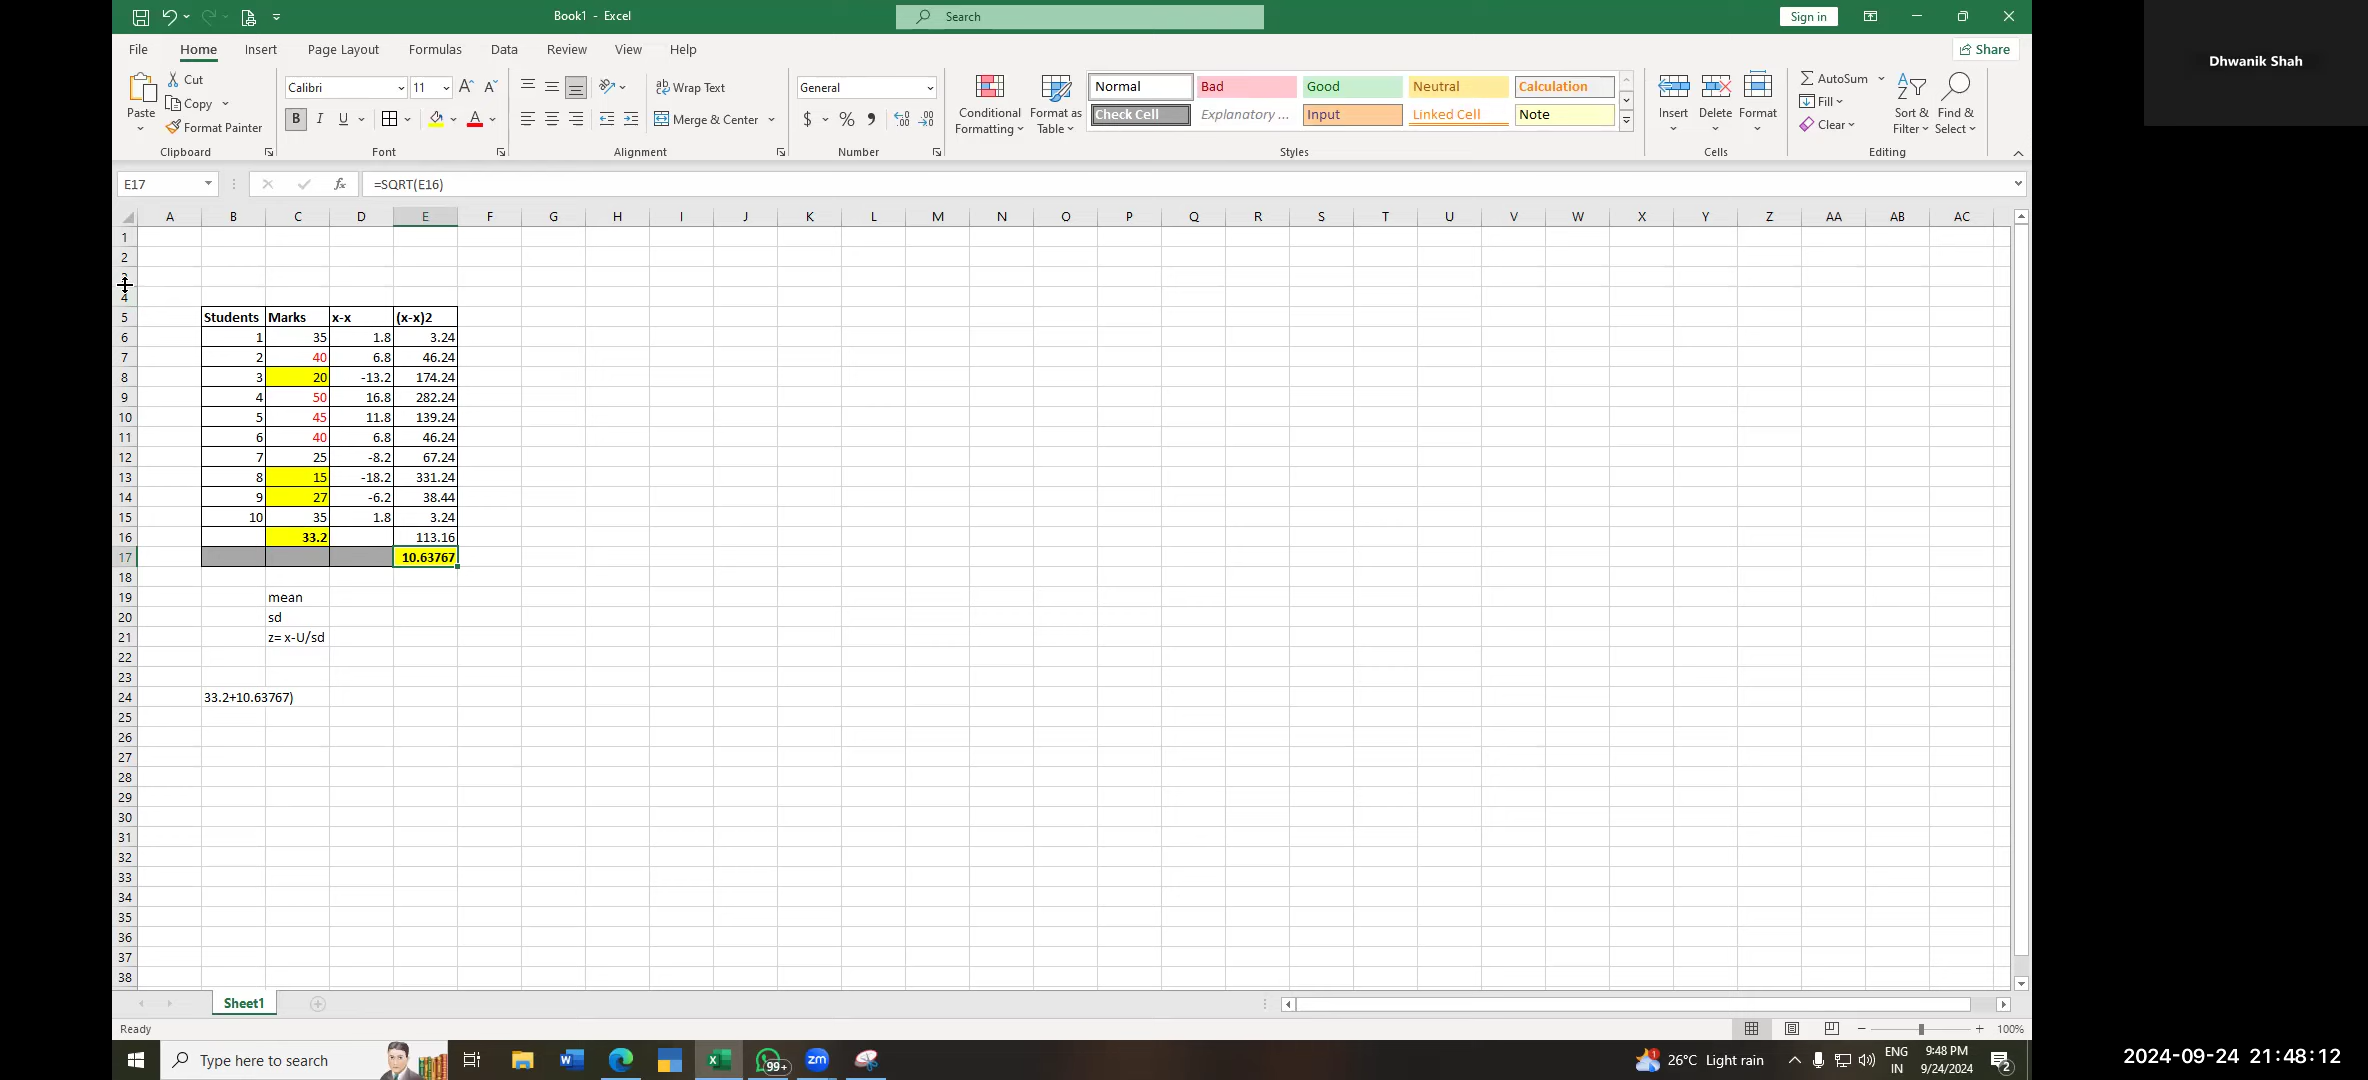 Book1 - Excel
Search
Sign in
File Home Insert Page Layout Formulas Data Review View Help
Share
Paste
Cut
Copy
Format Painter
Clipboard
Calibri 11
B I U
Font
Wrap Text
Merge & Center
Alignment
General
$ % ,
Number
Conditional Formatting
Format as Table
Normal Bad Good Neutral Calculation
Check Cell Explanatory ... Input Linked Cell Note
Styles
Insert Delete Format
Cells
AutoSum
Fill
Clear
Sort & Filter
Find & Select
Editing
E17
fx
=SQRT(E16)
A B C D E F G H I J K L M N O P Q R S T U V W X Y Z AA AB AC
1
2
3
4
5 Students Marks x-x (x-x)2
6 1 35 1.8 3.24
7 2 40 6.8 46.24
8 3 20 -13.2 174.24
9 4 50 16.8 282.24
10 5 45 11.8 139.24
11 6 40 6.8 46.24
12 7 25 -8.2 67.24
13 8 15 -18.2 331.24
14 9 27 -6.2 38.44
15 10 35 1.8 3.24
16 33.2 113.16
17 10.63767
18
19 mean
20 sd
21 z= x-U/sd
22
23
24 33.2+10.63767)
25
26
27
28
29
30
31
32
33
34
35
36
37
38
Sheet1
Ready
100%
Type here to search
99+
zm
26°C Light rain
ENG
IN
9:48 PM
9/24/2024
2
Dhwanik Shah
2024-09-24 21:48:12